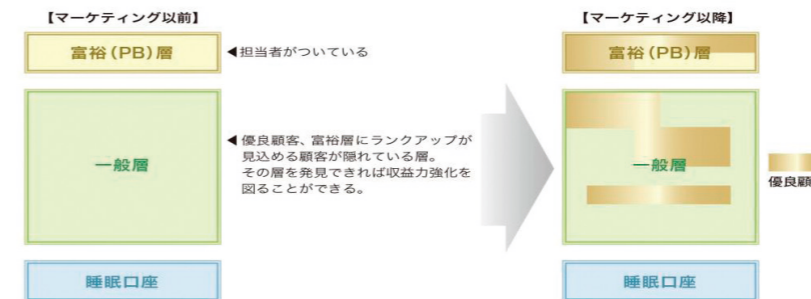 【マーケティング以前】
富裕(PB)層
◀担当者がついている
一般層
◀優良顧客、富裕層にランクアップが
見込める顧客が隠れている層。
その層を発見できれば収益力強化を
図ることができる。
睡眠口座
【マーケティング以降】
富裕(PB)層
一般層
睡眠口座
優良顧